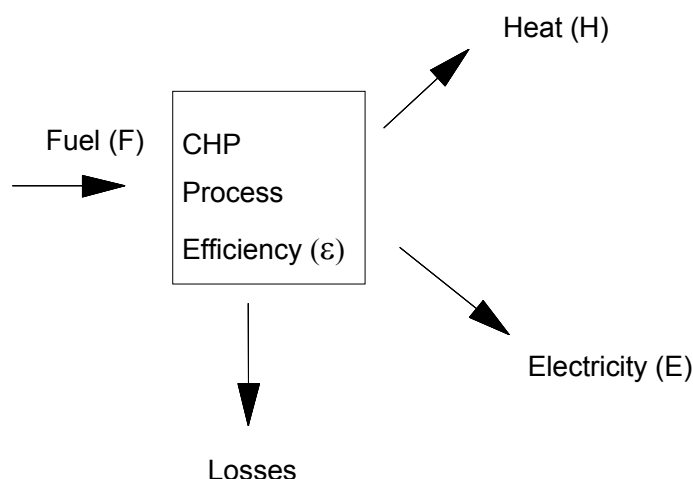 Heat (H)
Fuel (F)
CHP
Process
Efficiency (ε)
Electricity (E)
Losses